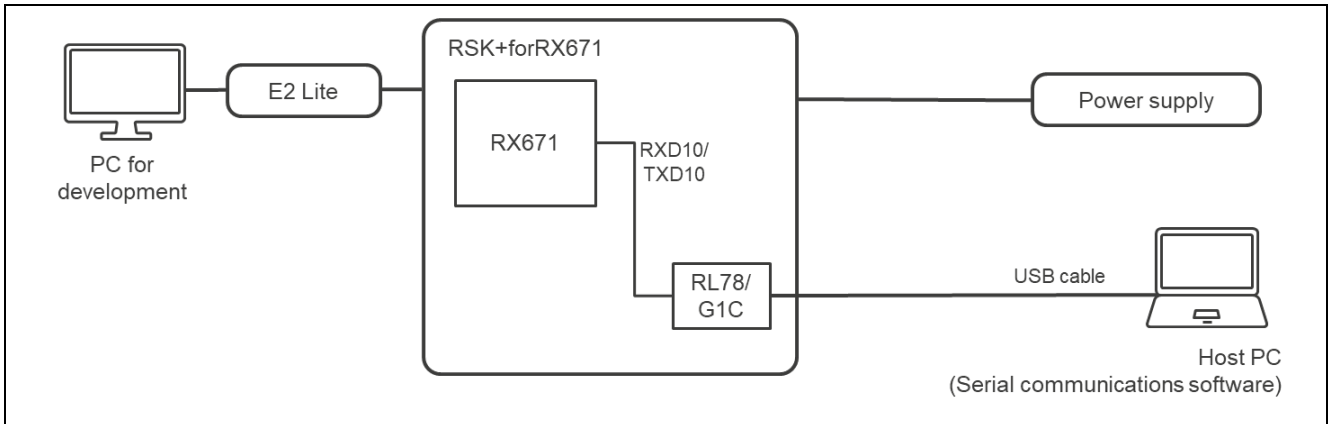 RSK+forRX671
E2 Lite
Power supply
RX671
PC for
development
RXD10/
TXD10
RL78/
G1C
USB cable
Host PC
(Serial communications software)